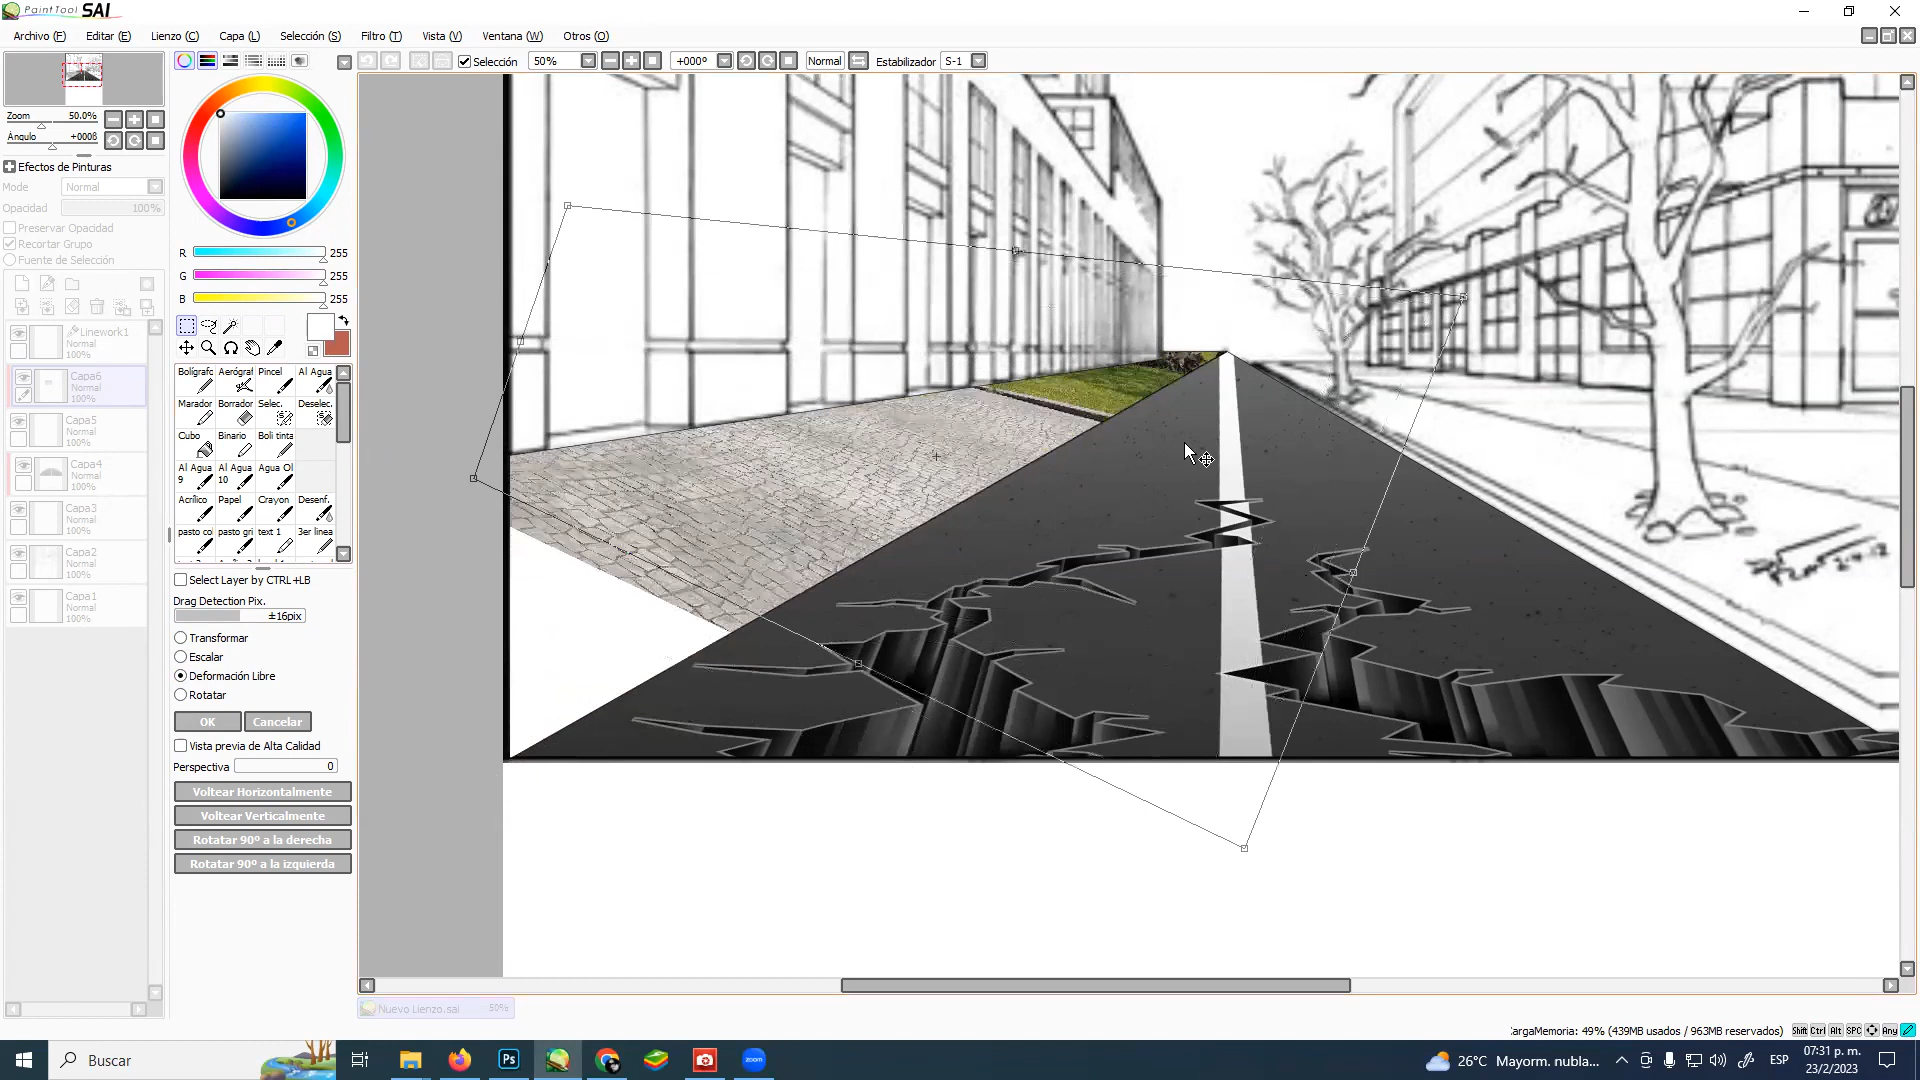 PaintTool SAI
Archivo (F) Editar (E) Lienzo (C) Capa (L) Selección (S) Filtro (T) Vista (V) Ventana (W) Otros (O)
Selección 50% +000º Normal Estabilizador S-1
Zoom 50.0%
Ángulo +000ß
Efectos de Pinturas
Mode Normal
Opacidad 100%
Preservar Opacidad
Recortar Grupo
Fuente de Selección
Linework1
Normal
100%
Capa6
Normal
100%
Capa5
Normal
100%
Capa4
Normal
100%
Capa3
Normal
100%
Capa2
Normal
100%
Capa1
Normal
100%
R 255
G 275
B 255
Bolígrafo Aerógraf Pincel Al Agua
Marador Borrador Selec. Deselec.
Cubo Binario Boli tinta
Al Agua 9 Al Agua 10 Agua Ol
Acrílico Papel Crayon Desenf.
pasto co pasto gri text 1 3er linea
Select Layer by CTRL+LB
Drag Detection Pix.
±16pix
Transformar
Escalar
Deformación Libre
Rotatar
OK Cancelar
Vista previa de Alta Calidad
Perspectiva 0
Voltear Horizontalmente
Voltear Verticalmente
Rotatar 90º a la derecha
Rotatar 90º a la izquierda
Nuevo Lienzo.sai 50%
CargaMemoria: 49% (439MB usados / 963MB reservados) Shift Ctrl Alt SPC Any
Buscar
Ps
zoom
26°C Mayorm. nubla...
ESP
07:31 p. m.
23/2/2023